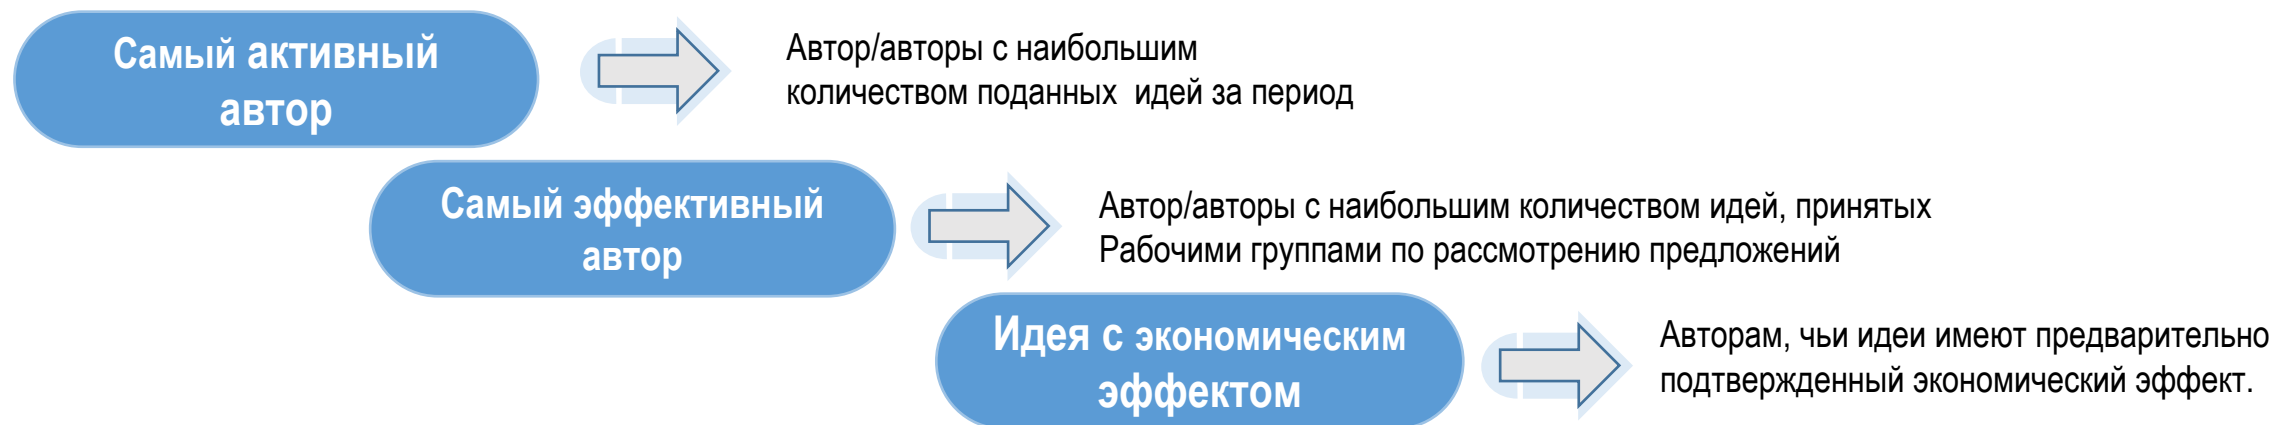 Самый активный
автор
Автор/авторы с наибольшим
количеством поданных идей за период
Самый эффективный
автор
Автор/авторы с наибольшим количеством идей, принятых
Рабочими группами по рассмотрению предложений
Идея с экономическим
эффектом
Авторам, чьи идеи имеют предварительно
подтвержденный экономический эффект.